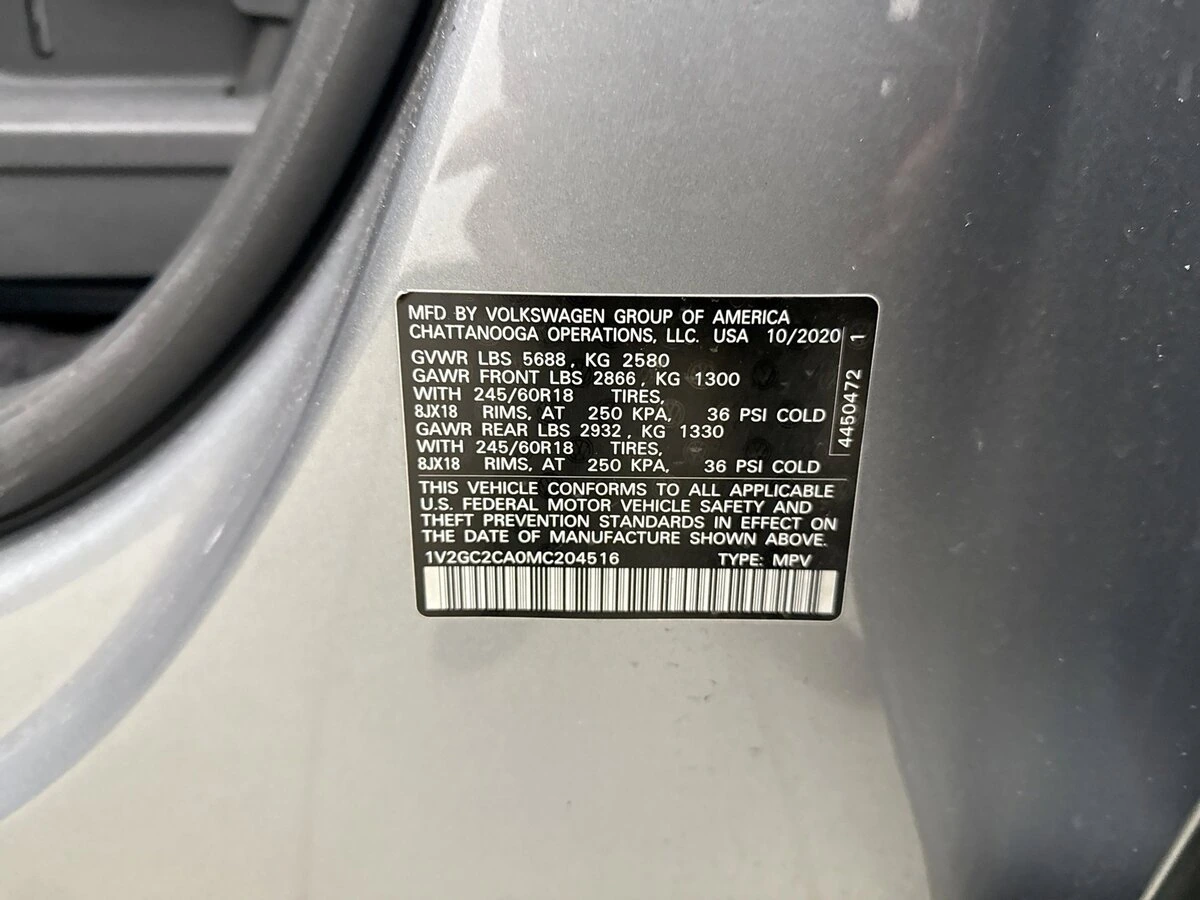 MFD BY VOLKSWAGEN GROUP OF AMERICA
CHATTANOOGA OPERATIONS, LLC. USA 10/2020
GVWR LBS 5688, KG 2580
GAWR FRONT LBS 2866, KG 1300
WITH 245/60R18 TIRES,
8JX18 RIMS, AT 250 KPA, 36 PSI COLD
GAWR REAR LBS 2932, KG 1330
WITH 245/60R18 TIRES,
8JX18 RIMS, AT 250 KPA, 36 PSI COLD
4450472 1
THIS VEHICLE CONFORMS TO ALL APPLICABLE
U.S. FEDERAL MOTOR VEHICLE SAFETY AND
THEFT PREVENTION STANDARDS IN EFFECT ON
THE DATE OF MANUFACTURE SHOWN ABOVE.
1V2GC2CA0MC204516 TYPE: MPV